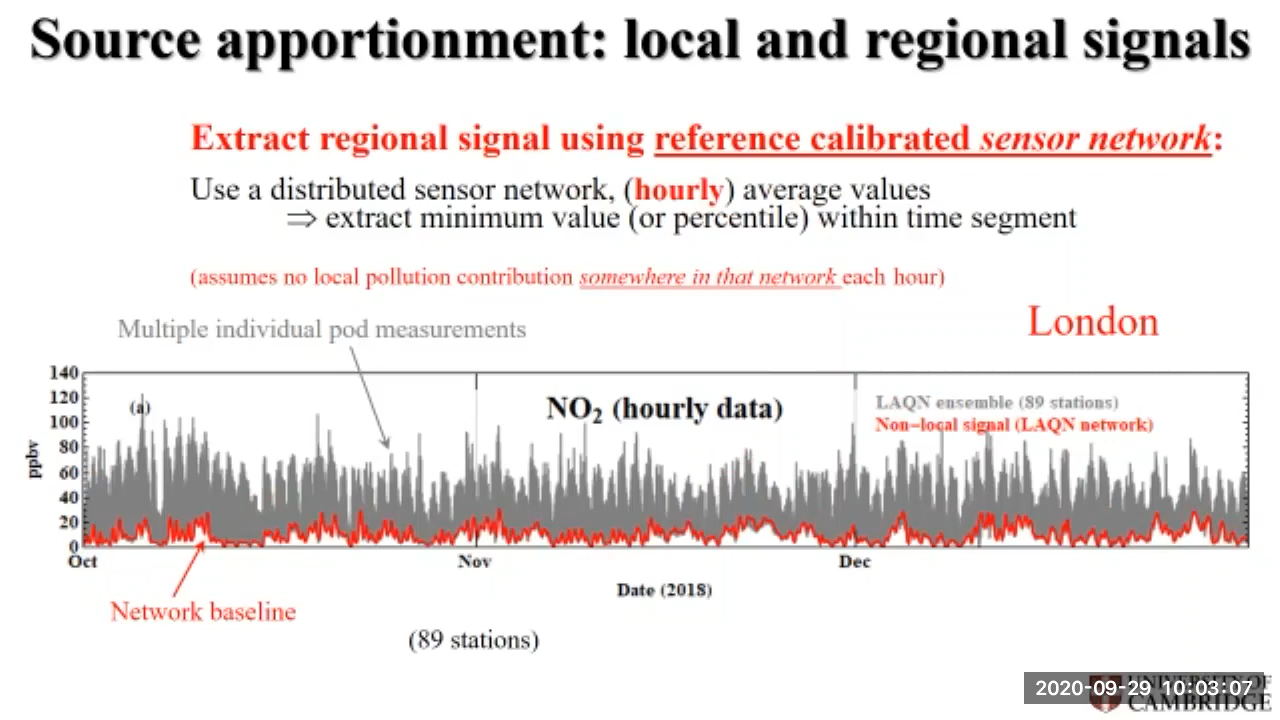 Source apportionment: local and regional signals
Extract regional signal using reference calibrated sensor network:
Use a distributed sensor network, (hourly) average values
⇒ extract minimum value (or percentile) within time segment
(assumes no local pollution contribution somewhere in that network each hour)
London
Multiple individual pod measurements
140
120
100
80
60
40
20
0
ppbv
(a)
NO₂ (hourly data)
LAQN ensemble (89 stations)
Non-local signal (LAQN network)
Oct
Nov
Dec
Date (2018)
Network baseline
(89 stations)
2020-09-29 10:03:07
UNIVERSITY OF
CAMBRIDGE